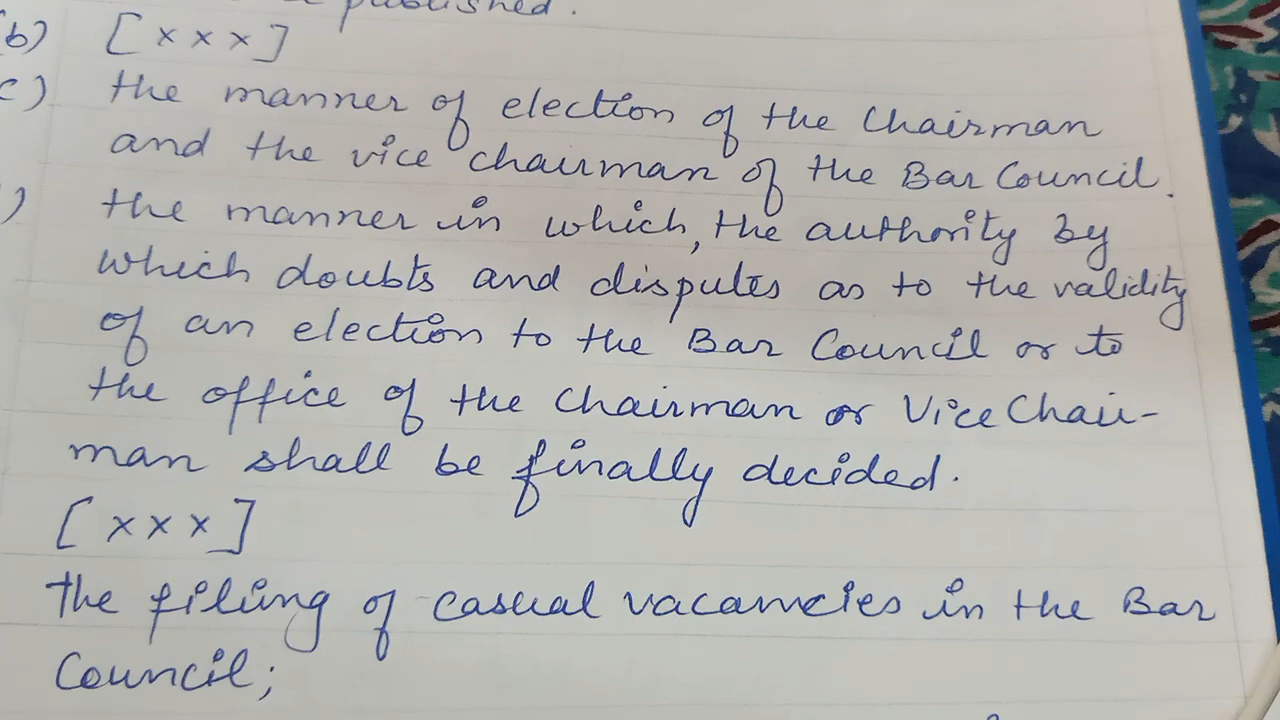 published.
(b) [xxx]
c) the manner of election of the Chairman
and the vice chairman of the Bar Council.
) the manner in which, the authority by
which doubts and disputes as to the validity
of an election to the Bar Council or to
the office of the Chairman or Vice Chair-
man shall be finally decided.
[xxx]
the filing of casual vacancies in the Bar
Council;